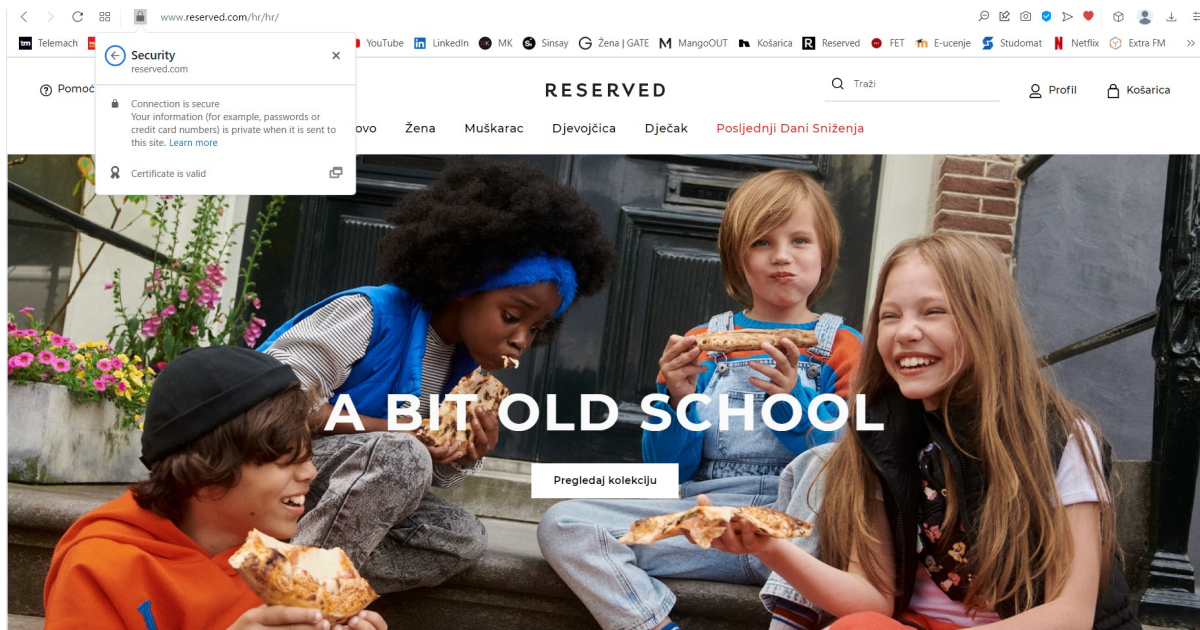 www.reserved.com/hr/hr/
Telemach
YouTube
LinkedIn
MK
Sinsay
Žena | GATE
MangoOUT
Košarica
Reserved
FET
E-ucenje
Studomat
Netflix
Extra FM
Security
reserved.com
Connection is secure
Your information (for example, passwords or
credit card numbers) is private when it is sent to
this site. Learn more
Certificate is valid
Pomoć
RESERVED
Traži
Profil
Košarica
ovo
Žena
Muškarac
Djevojčica
Dječak
Posljednji Dani Sniženja
A BIT OLD SCHOOL
Pregledaj kolekciju